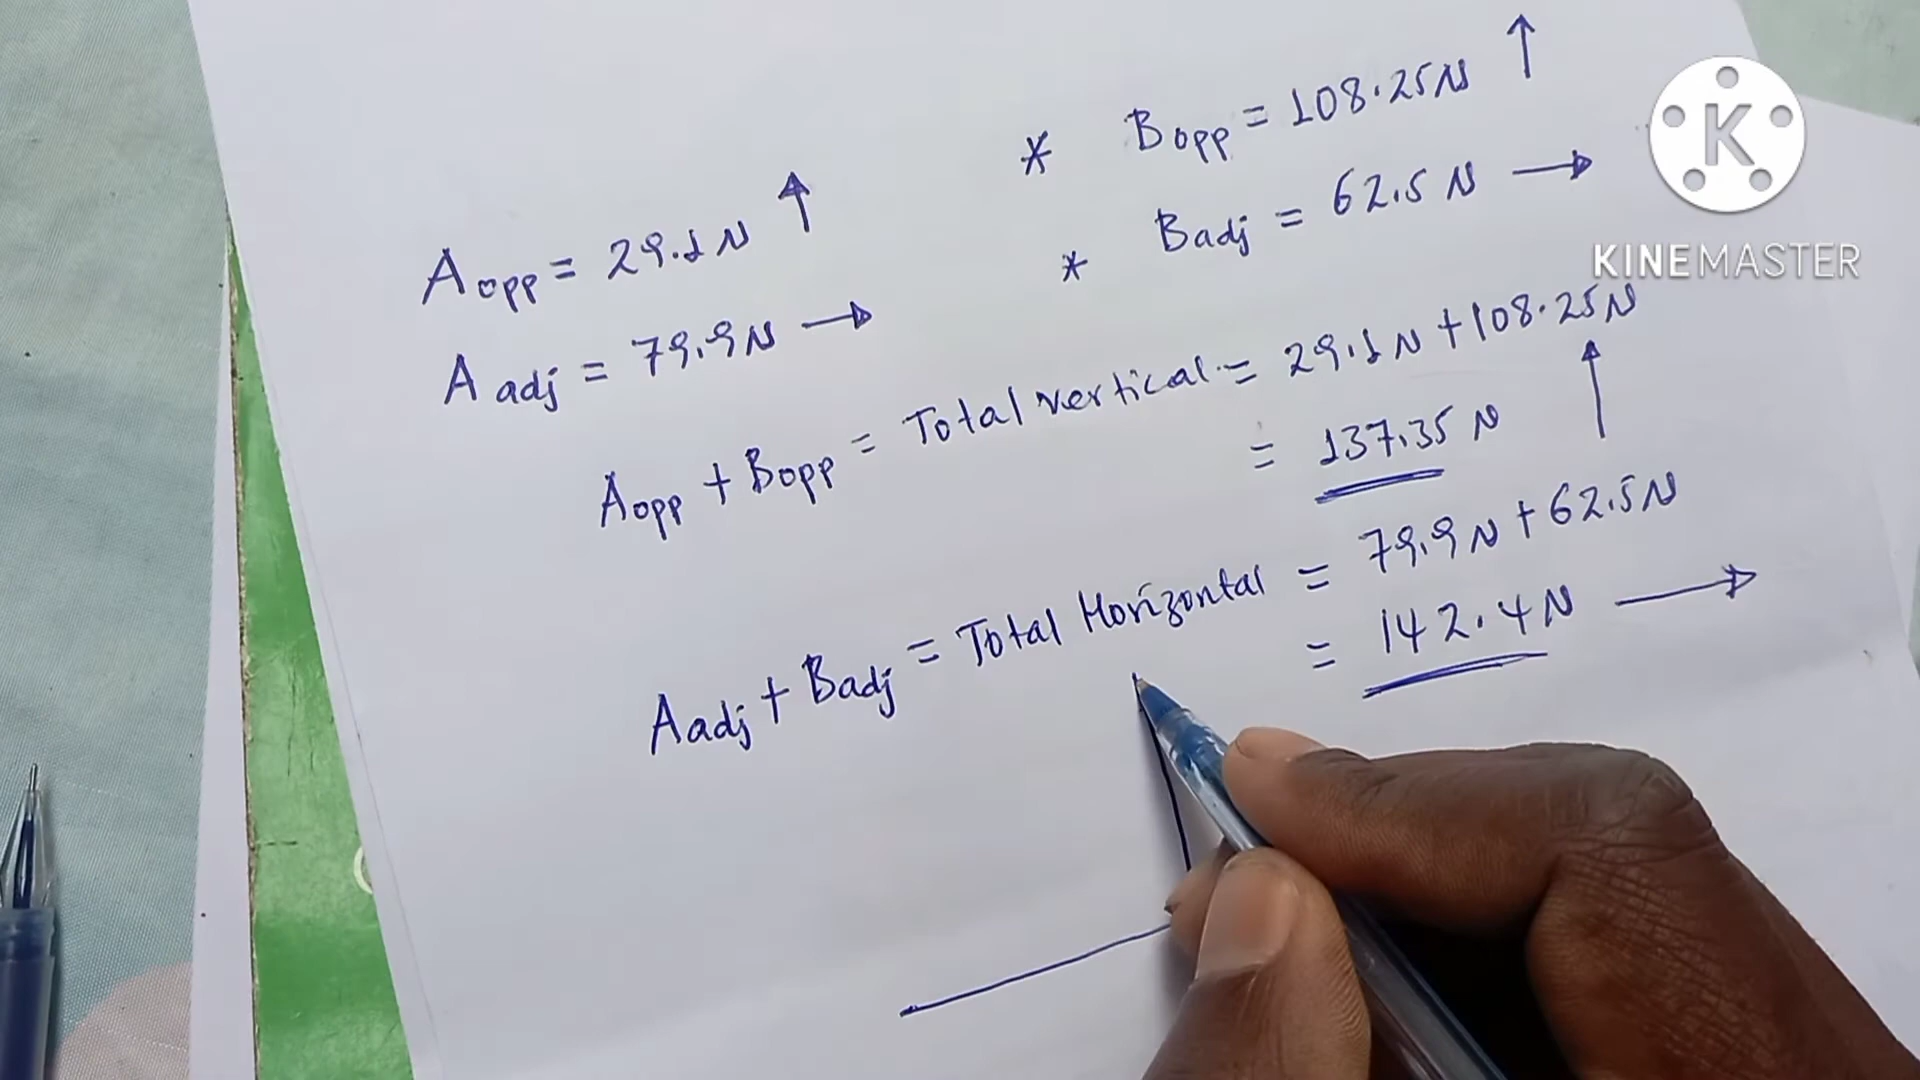 * Bopp = 108.25N ↑
Aopp = 29.1N ↑
* Badj = 62.5N →
Aadj = 79.9N →
Aopp + Bopp = Total vertical = 29.1N + 108.25N
= 137.35 N ↑
Aadj + Badj = Total Horizontal = 79.9N + 62.5N
= 142.4N →
K
KINEMASTER